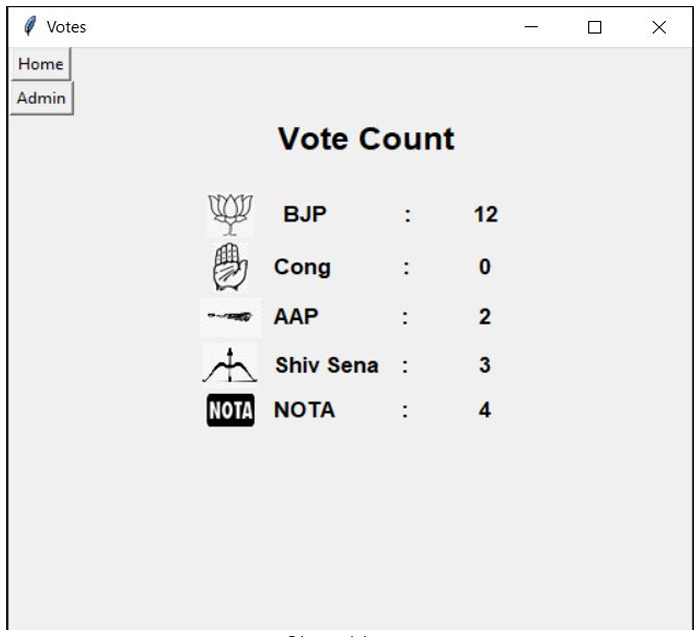 Votes
Home
Admin
Vote Count
BJP : 12
Cong : 0
AAP : 2
Shiv Sena : 3
NOTA NOTA : 4